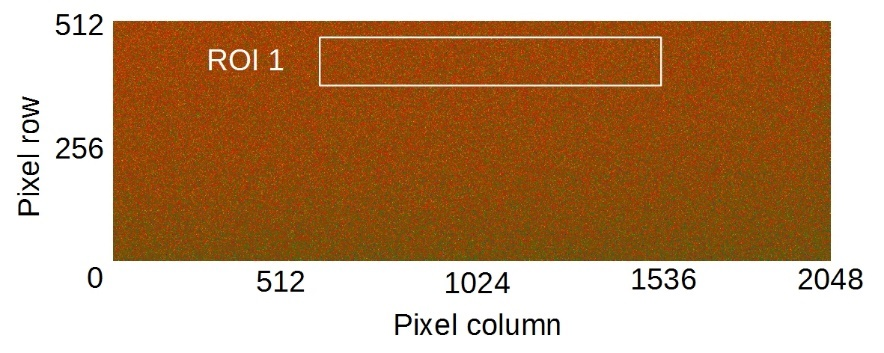 512
ROI 1
256
Pixel row
0
512
1024
1536
2048
Pixel column